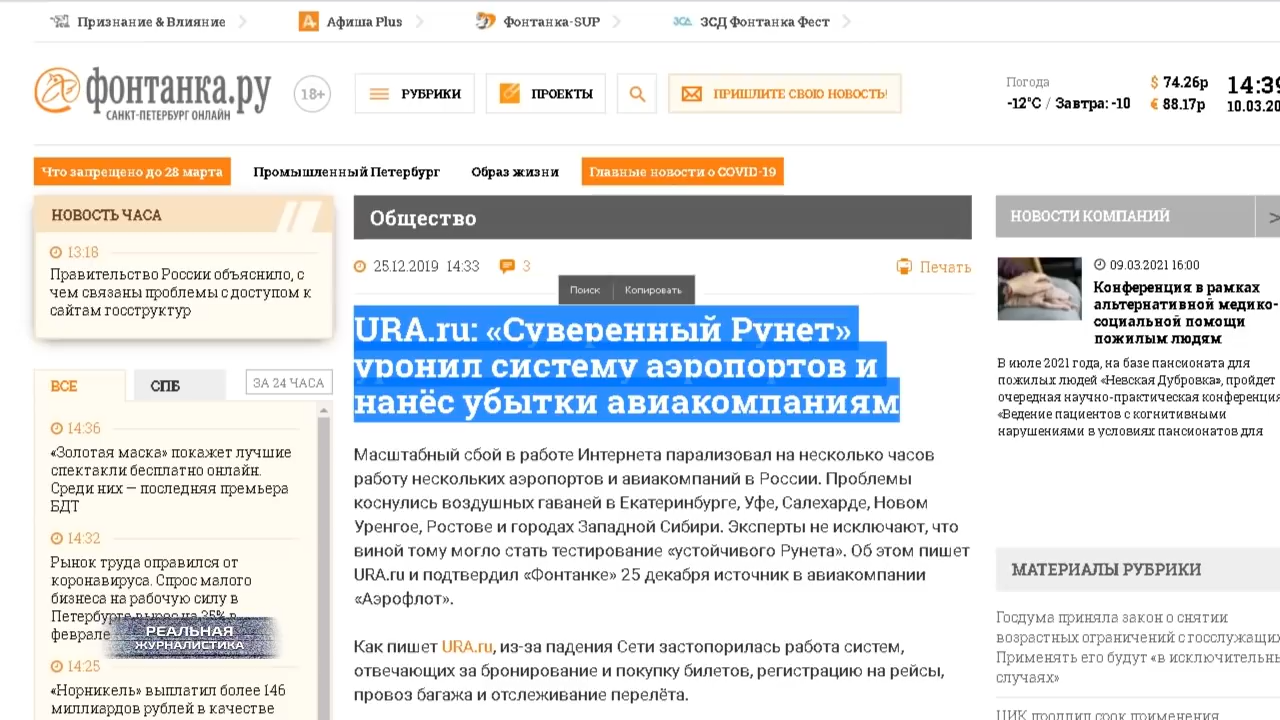 Признание & Влияние
Афиша Plus
Фонтанка-SUP
ЗСД Фонтанка Фест
фонтанка.ру
САНКТ-ПЕТЕРБУРГ ОНЛАЙН
18+
РУБРИКИ
ПРОЕКТЫ
ПРИШЛИТЕ СВОЮ НОВОСТЬ!
Погода
-12°C / Завтра: -10
$ 74.26р
€ 88.17р
14:39
10.03.20
Что запрещено до 28 марта
Промышленный Петербург
Образ жизни
Главные новости о COVID-19
НОВОСТЬ ЧАСА
13:18
Правительство России объяснило, с
чем связаны проблемы с доступом к
сайтам госструктур
ВСЕ
СПБ
ЗА 24 ЧАСА
14:36
«Золотая маска» покажет лучшие
спектакли бесплатно онлайн.
Среди них — последняя премьера
БДТ
14:32
Рынок труда оправился от
коронавируса. Спрос малого
бизнеса на рабочую силу в
Петербурге вырос на 35% в
феврале
РЕАЛЬНАЯ
ЖУРНАЛИСТИКА
14:25
«Норникель» выплатил более 146
миллиардов рублей в качестве
Общество
25.12.2019 14:33
3
Печать
Поиск
Копировать
URA.ru: «Суверенный Рунет»
уронил систему аэропортов и
нанёс убытки авиакомпаниям
Масштабный сбой в работе Интернета парализовал на несколько часов
работу нескольких аэропортов и авиакомпаний в России. Проблемы
коснулись воздушных гаваней в Екатеринбурге, Уфе, Салехарде, Новом
Уренгое, Ростове и городах Западной Сибири. Эксперты не исключают, что
виной тому могло стать тестирование «устойчивого Рунета». Об этом пишет
URA.ru и подтвердил «Фонтанке» 25 декабря источник в авиакомпании
«Аэрофлот».
Как пишет URA.ru, из-за падения Сети застопорилась работа систем,
отвечающих за бронирование и покупку билетов, регистрацию на рейсы,
провоз багажа и отслеживание перелёта.
НОВОСТИ КОМПАНИЙ
09.03.2021 16:00
Конференция в рамках
альтернативной медико-
социальной помощи
пожилым людям
В июле 2021 года, на базе пансионата для
пожилых людей «Невская Дубровка», пройдет
очередная научно-практическая конференция
«Ведение пациентов с когнитивными
нарушениями в условиях пансионатов для
МАТЕРИАЛЫ РУБРИКИ
Госдума приняла закон о снятии
возрастных ограничений с госслужащих
Применять его будут «в исключительн
случаях»
ЦИК продлил срок применения